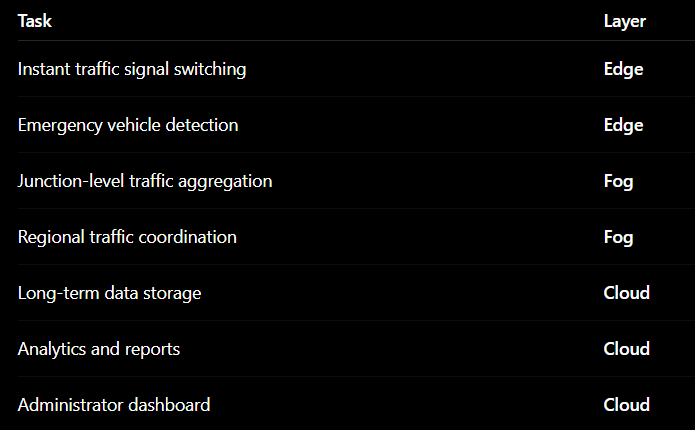 Task Layer
Instant traffic signal switching Edge
Emergency vehicle detection Edge
Junction-level traffic aggregation Fog
Regional traffic coordination Fog
Long-term data storage Cloud
Analytics and reports Cloud
Administrator dashboard Cloud